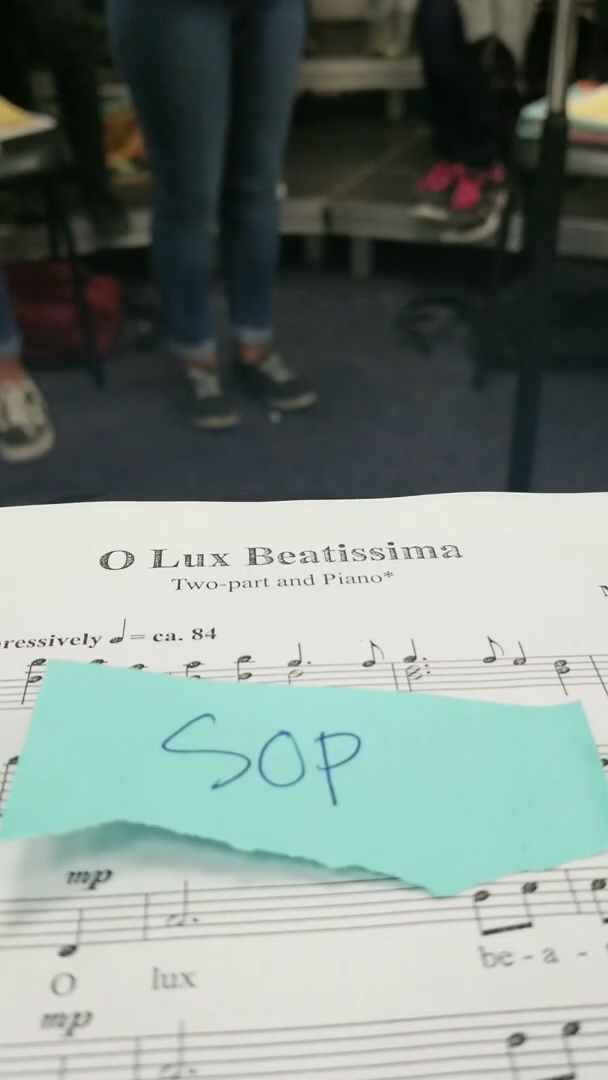 O Lux Beatissima
Two-part and Piano*
ressively ♩= ca. 84
SOP
mp
O lux be - a -
mp